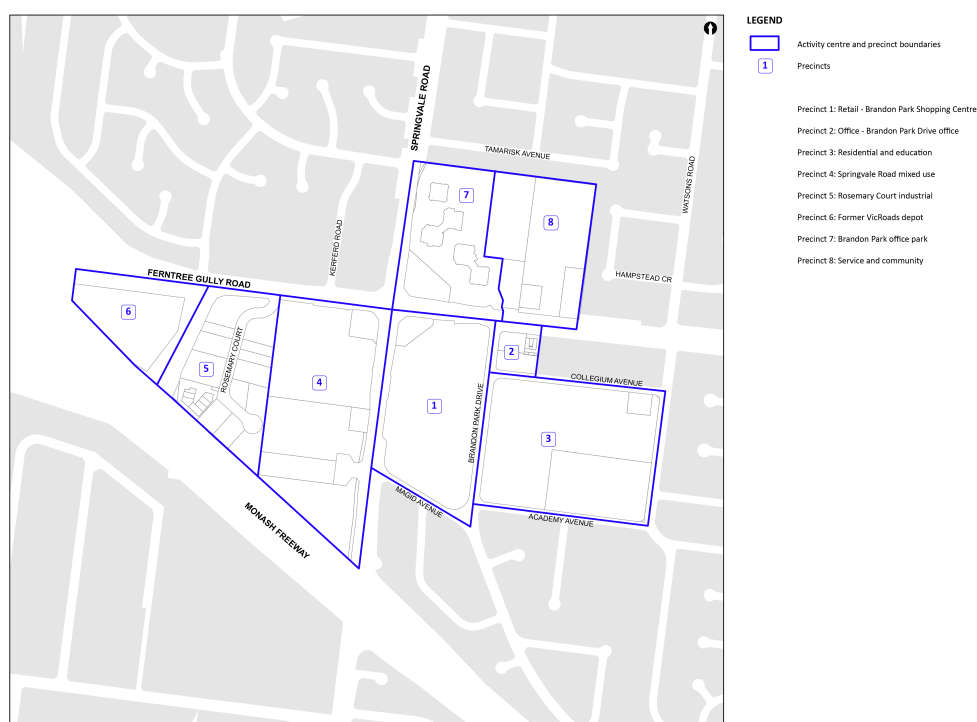 LEGEND
Activity centre and precinct boundaries
1 Precincts
Precinct 1: Retail - Brandon Park Shopping Centre
Precinct 2: Office - Brandon Park Drive office
Precinct 3: Residential and education
Precinct 4: Springvale Road mixed use
Precinct 5: Rosemary Court industrial
Precinct 6: Former VicRoads depot
Precinct 7: Brandon Park office park
Precinct 8: Service and community
SPRINGVALE ROAD
TAMARISK AVENUE
WATSONS ROAD
7
8
KERFERD ROAD
HAMPSTEAD CR
FERNTREE GULLY ROAD
6
ROSEMARY COURT
2
5
4
COLLEGIUM AVENUE
1
BRANDON PARK DRIVE
3
MAGID AVENUE
ACADEMY AVENUE
MONASH FREEWAY